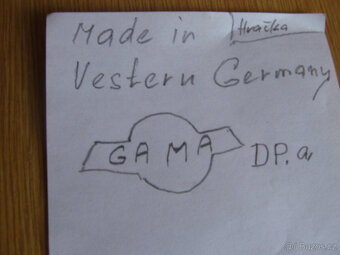 Made in Hračka
Vestern Germany
GAMA DP.a.